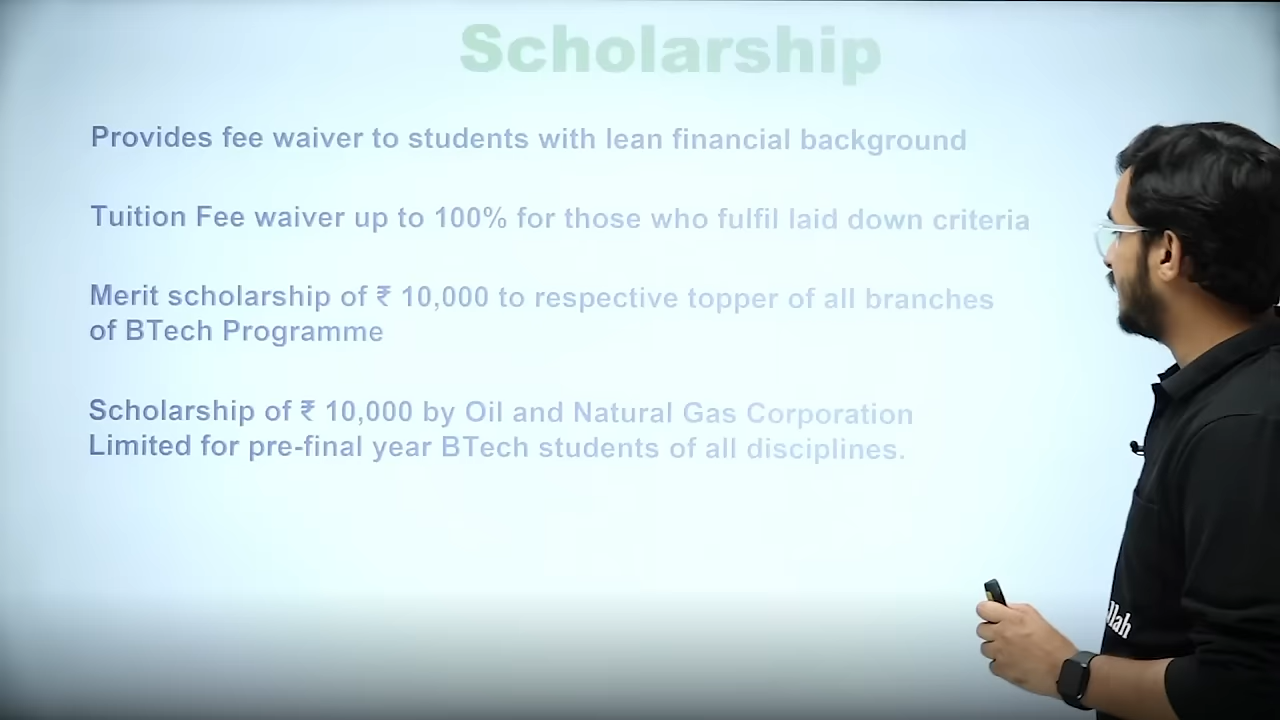 Scholarship
Provides fee waiver to students with lean financial background
Tuition Fee waiver up to 100% for those who fulfil laid down criteria
Merit scholarship of ₹ 10,000 to respective topper of all branches
of BTech Programme
Scholarship of ₹ 10,000 by Oil and Natural Gas Corporation
Limited for pre-final year BTech students of all disciplines.
llah